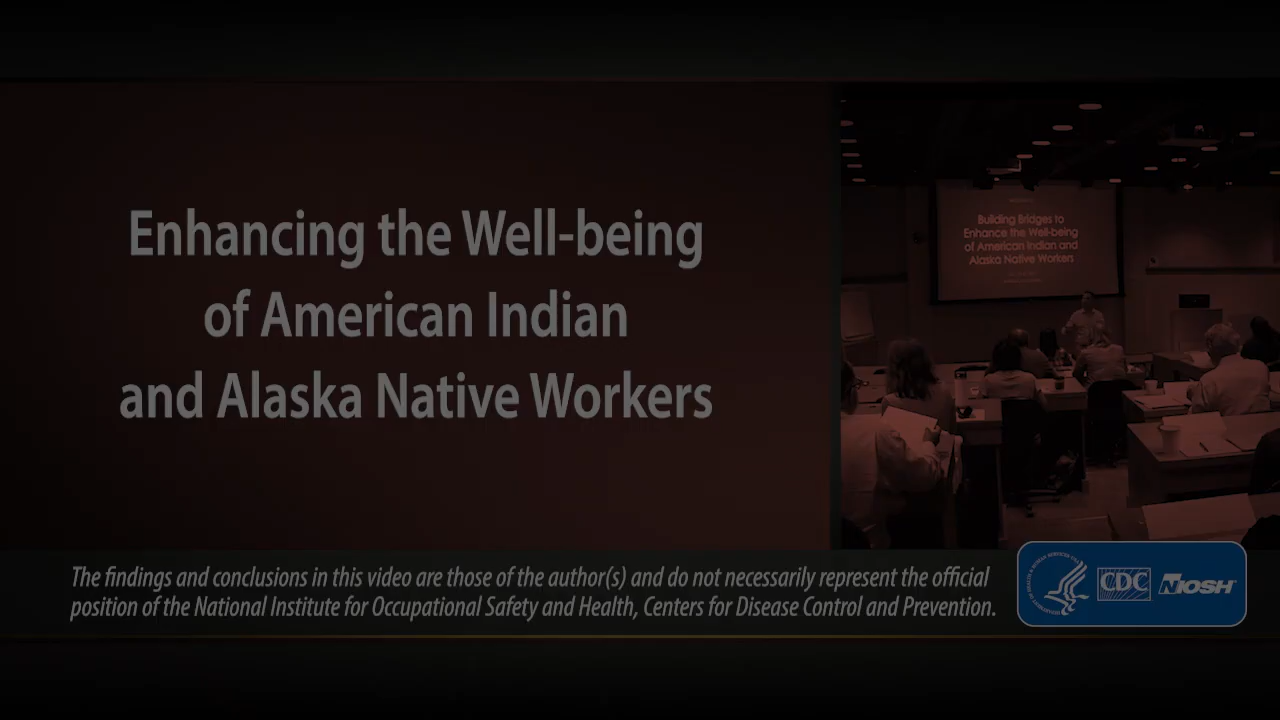 Enhancing the Well-being
of American Indian
and Alaska Native Workers
Building Bridges to
Enhance the Well-being
of American Indian and
Alaska Native Workers
The findings and conclusions in this video are those of the author(s) and do not necessarily represent the official
position of the National Institute for Occupational Safety and Health, Centers for Disease Control and Prevention.
CDC
NIOSH